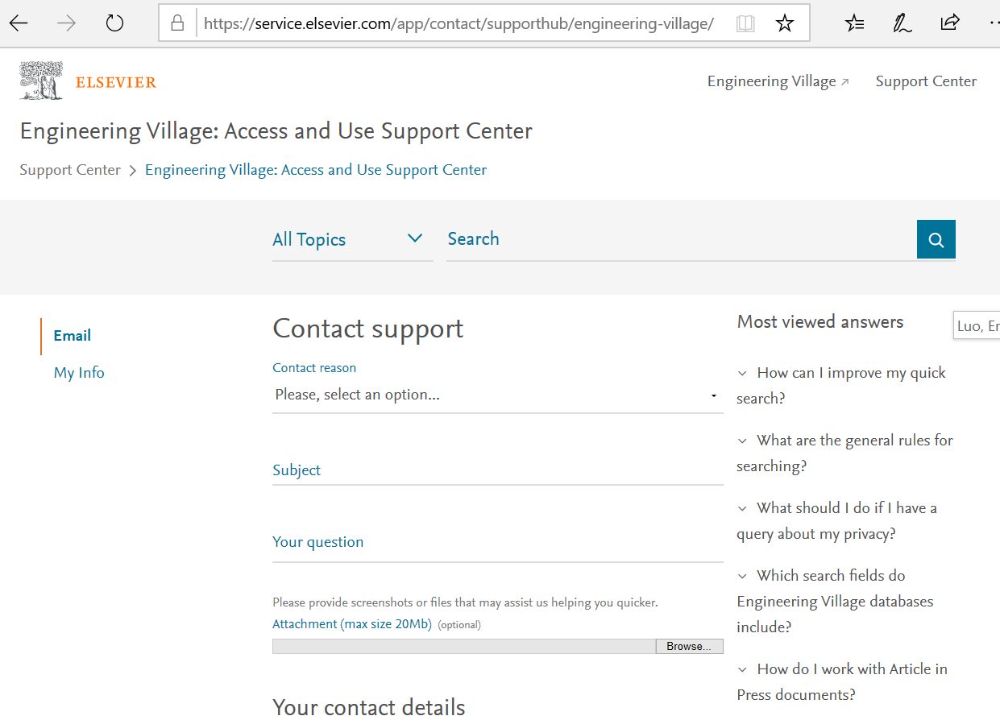 https://service.elsevier.com/app/contact/supporthub/engineering-village/
ELSEVIER
Engineering Village
Support Center
Engineering Village: Access and Use Support Center
Support Center > Engineering Village: Access and Use Support Center
All Topics
Search
Email
My Info
Contact support
Contact reason
Please, select an option...
Subject
Your question
Please provide screenshots or files that may assist us helping you quicker.
Attachment (max size 20Mb) (optional)
Browse...
Your contact details
Most viewed answers
Luo, Er
How can I improve my quick
search?
What are the general rules for
searching?
What should I do if I have a
query about my privacy?
Which search fields do
Engineering Village databases
include?
How do I work with Article in
Press documents?